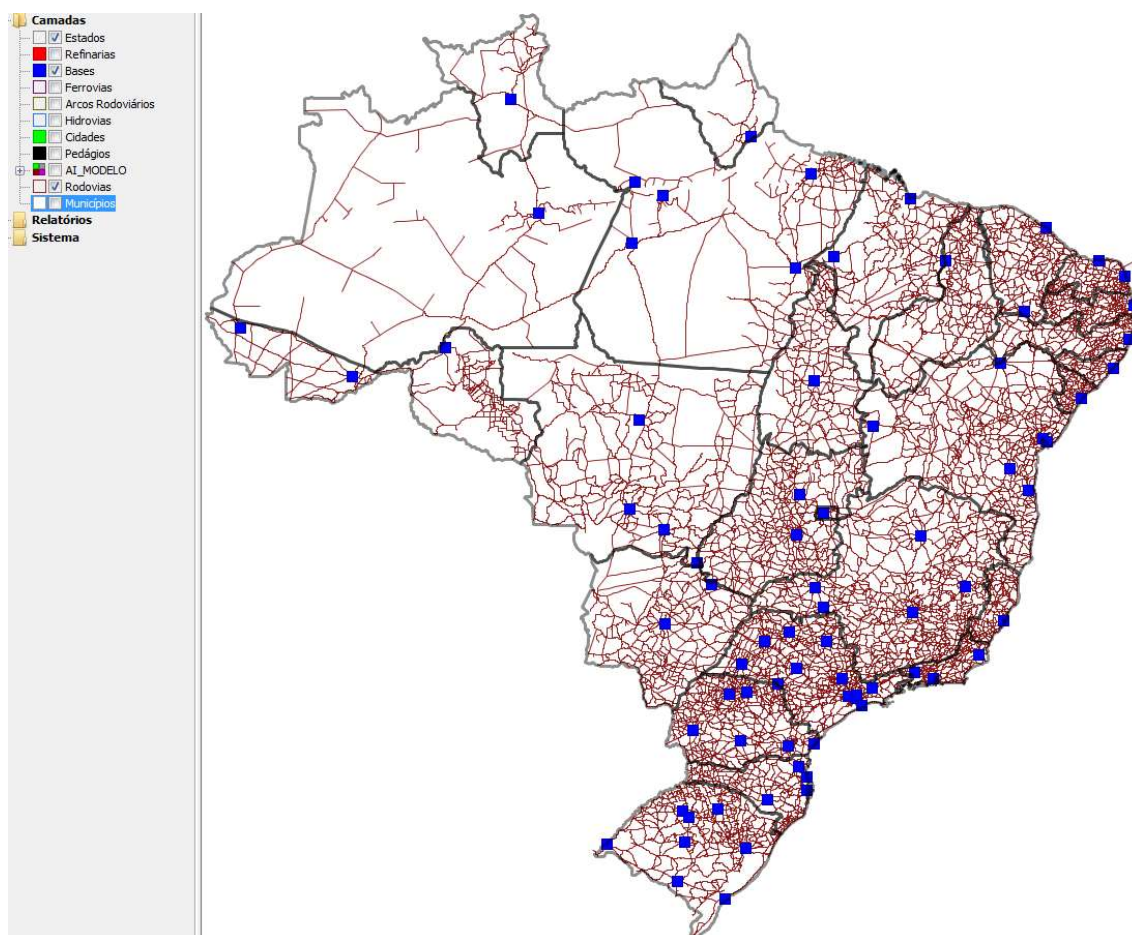 Camadas
Estados
Refinarias
Bases
Ferrovias
Arcos Rodoviários
Hidrovias
Cidades
Pedágios
AI_MODELO
Rodovias
Municípios
Relatórios
Sistema